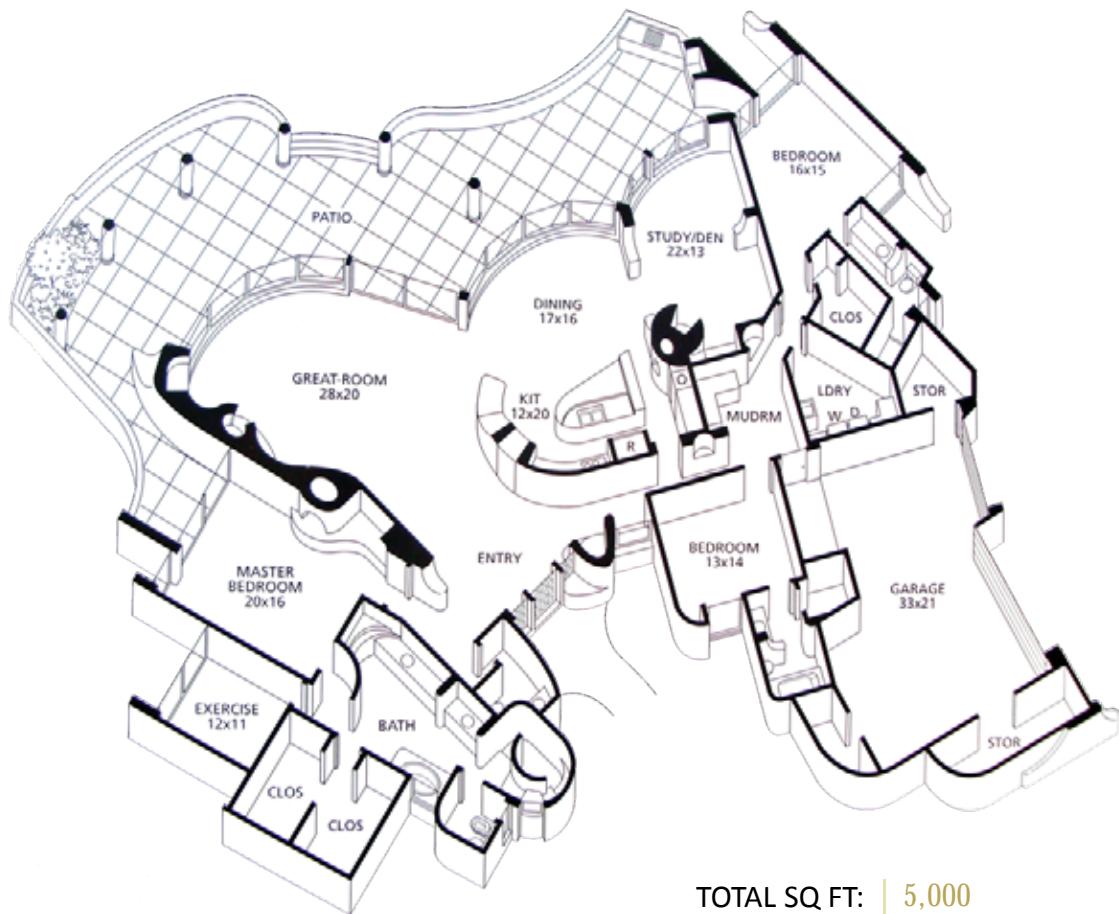 BEDROOM
16x15
PATIO
STUDY/DEN
22x13
DINING
17x16
CLOS
GREAT-ROOM
28x20
KIT
12x20
LDRY
W D
STOR
MUDRM
R
O
ENTRY
BEDROOM
13x14
MASTER
BEDROOM
20x16
GARAGE
33x21
EXERCISE
12x11
BATH
STOR
CLOS
CLOS
TOTAL SQ FT: 5,000